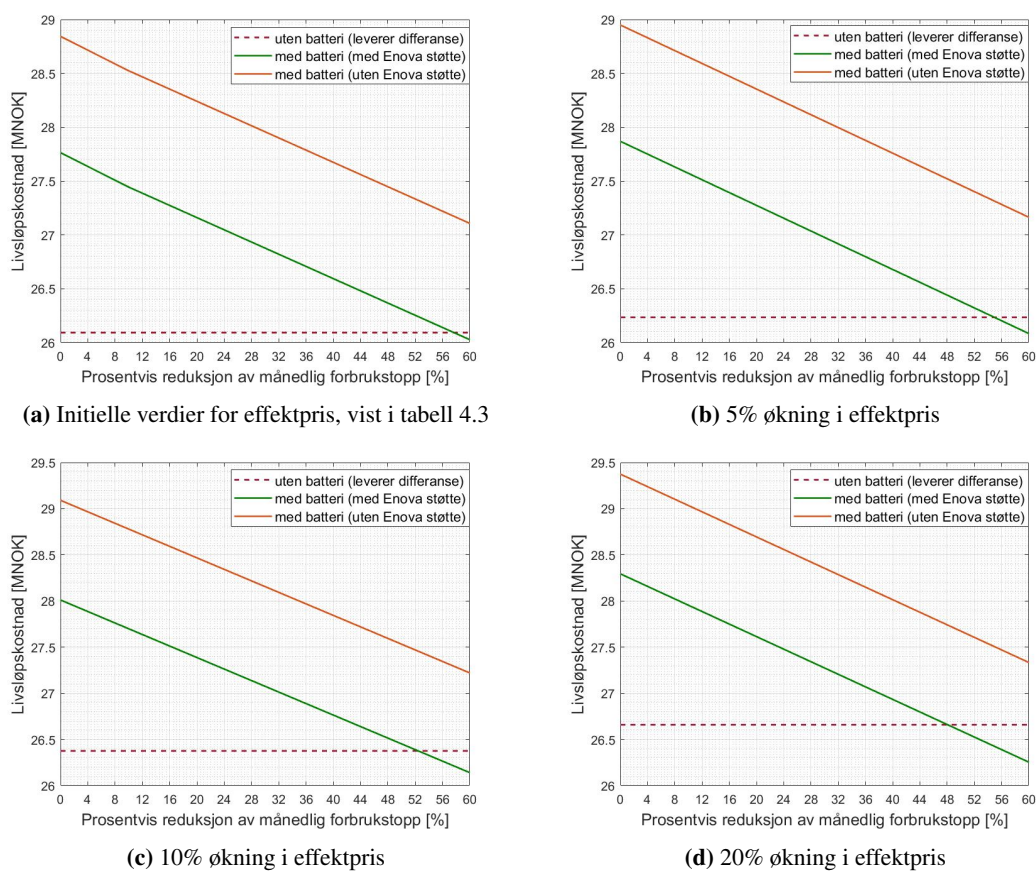 29
28.5
28
27.5
27
26.5
26
Livsløpskostnad [MNOK]
uten batteri (leverer differanse)
med batteri (med Enova støtte)
med batteri (uten Enova støtte)
0 4 8 12 16 20 24 28 32 36 40 44 48 52 56 60
Prosentvis reduksjon av månedlig forbrukstopp [%]
(a) Initielle verdier for effektpris, vist i tabell 4.3
29
28.5
28
27.5
27
26.5
26
Livsløpskostnad [MNOK]
uten batteri (leverer differanse)
med batteri (med Enova støtte)
med batteri (uten Enova støtte)
0 4 8 12 16 20 24 28 32 36 40 44 48 52 56 60
Prosentvis reduksjon av månedlig forbrukstopp [%]
(b) 5% økning i effektpris
29.5
29
28.5
28
27.5
27
26.5
26
Livsløpskostnad [MNOK]
uten batteri (leverer differanse)
med batteri (med Enova støtte)
med batteri (uten Enova støtte)
0 4 8 12 16 20 24 28 32 36 40 44 48 52 56 60
Prosentvis reduksjon av månedlig forbrukstopp [%]
(c) 10% økning i effektpris
29.5
29
28.5
28
27.5
27
26.5
26
Livsløpskostnad [MNOK]
uten batteri (leverer differanse)
med batteri (med Enova støtte)
med batteri (uten Enova støtte)
0 4 8 12 16 20 24 28 32 36 40 44 48 52 56 60
Prosentvis reduksjon av månedlig forbrukstopp [%]
(d) 20% økning i effektpris